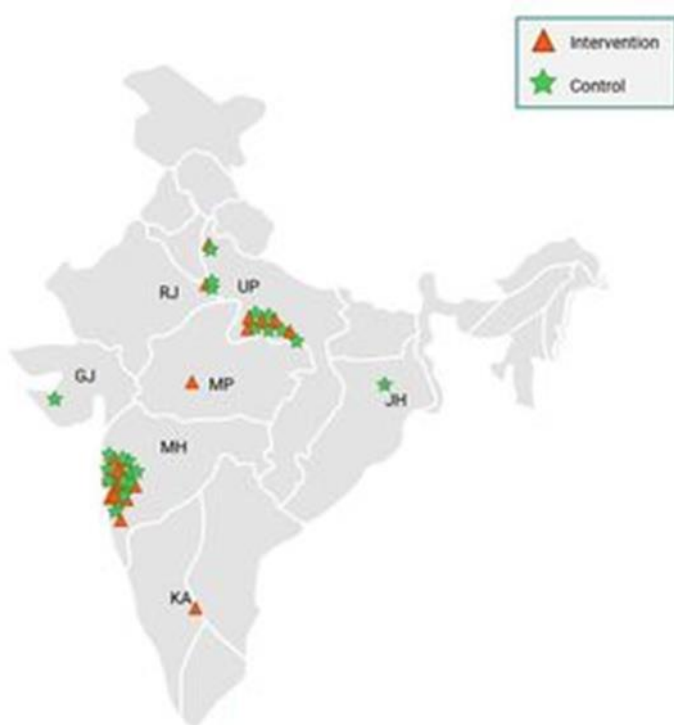 Intervention
Control
RJ
UP
GJ
MP
JH
MH
KA